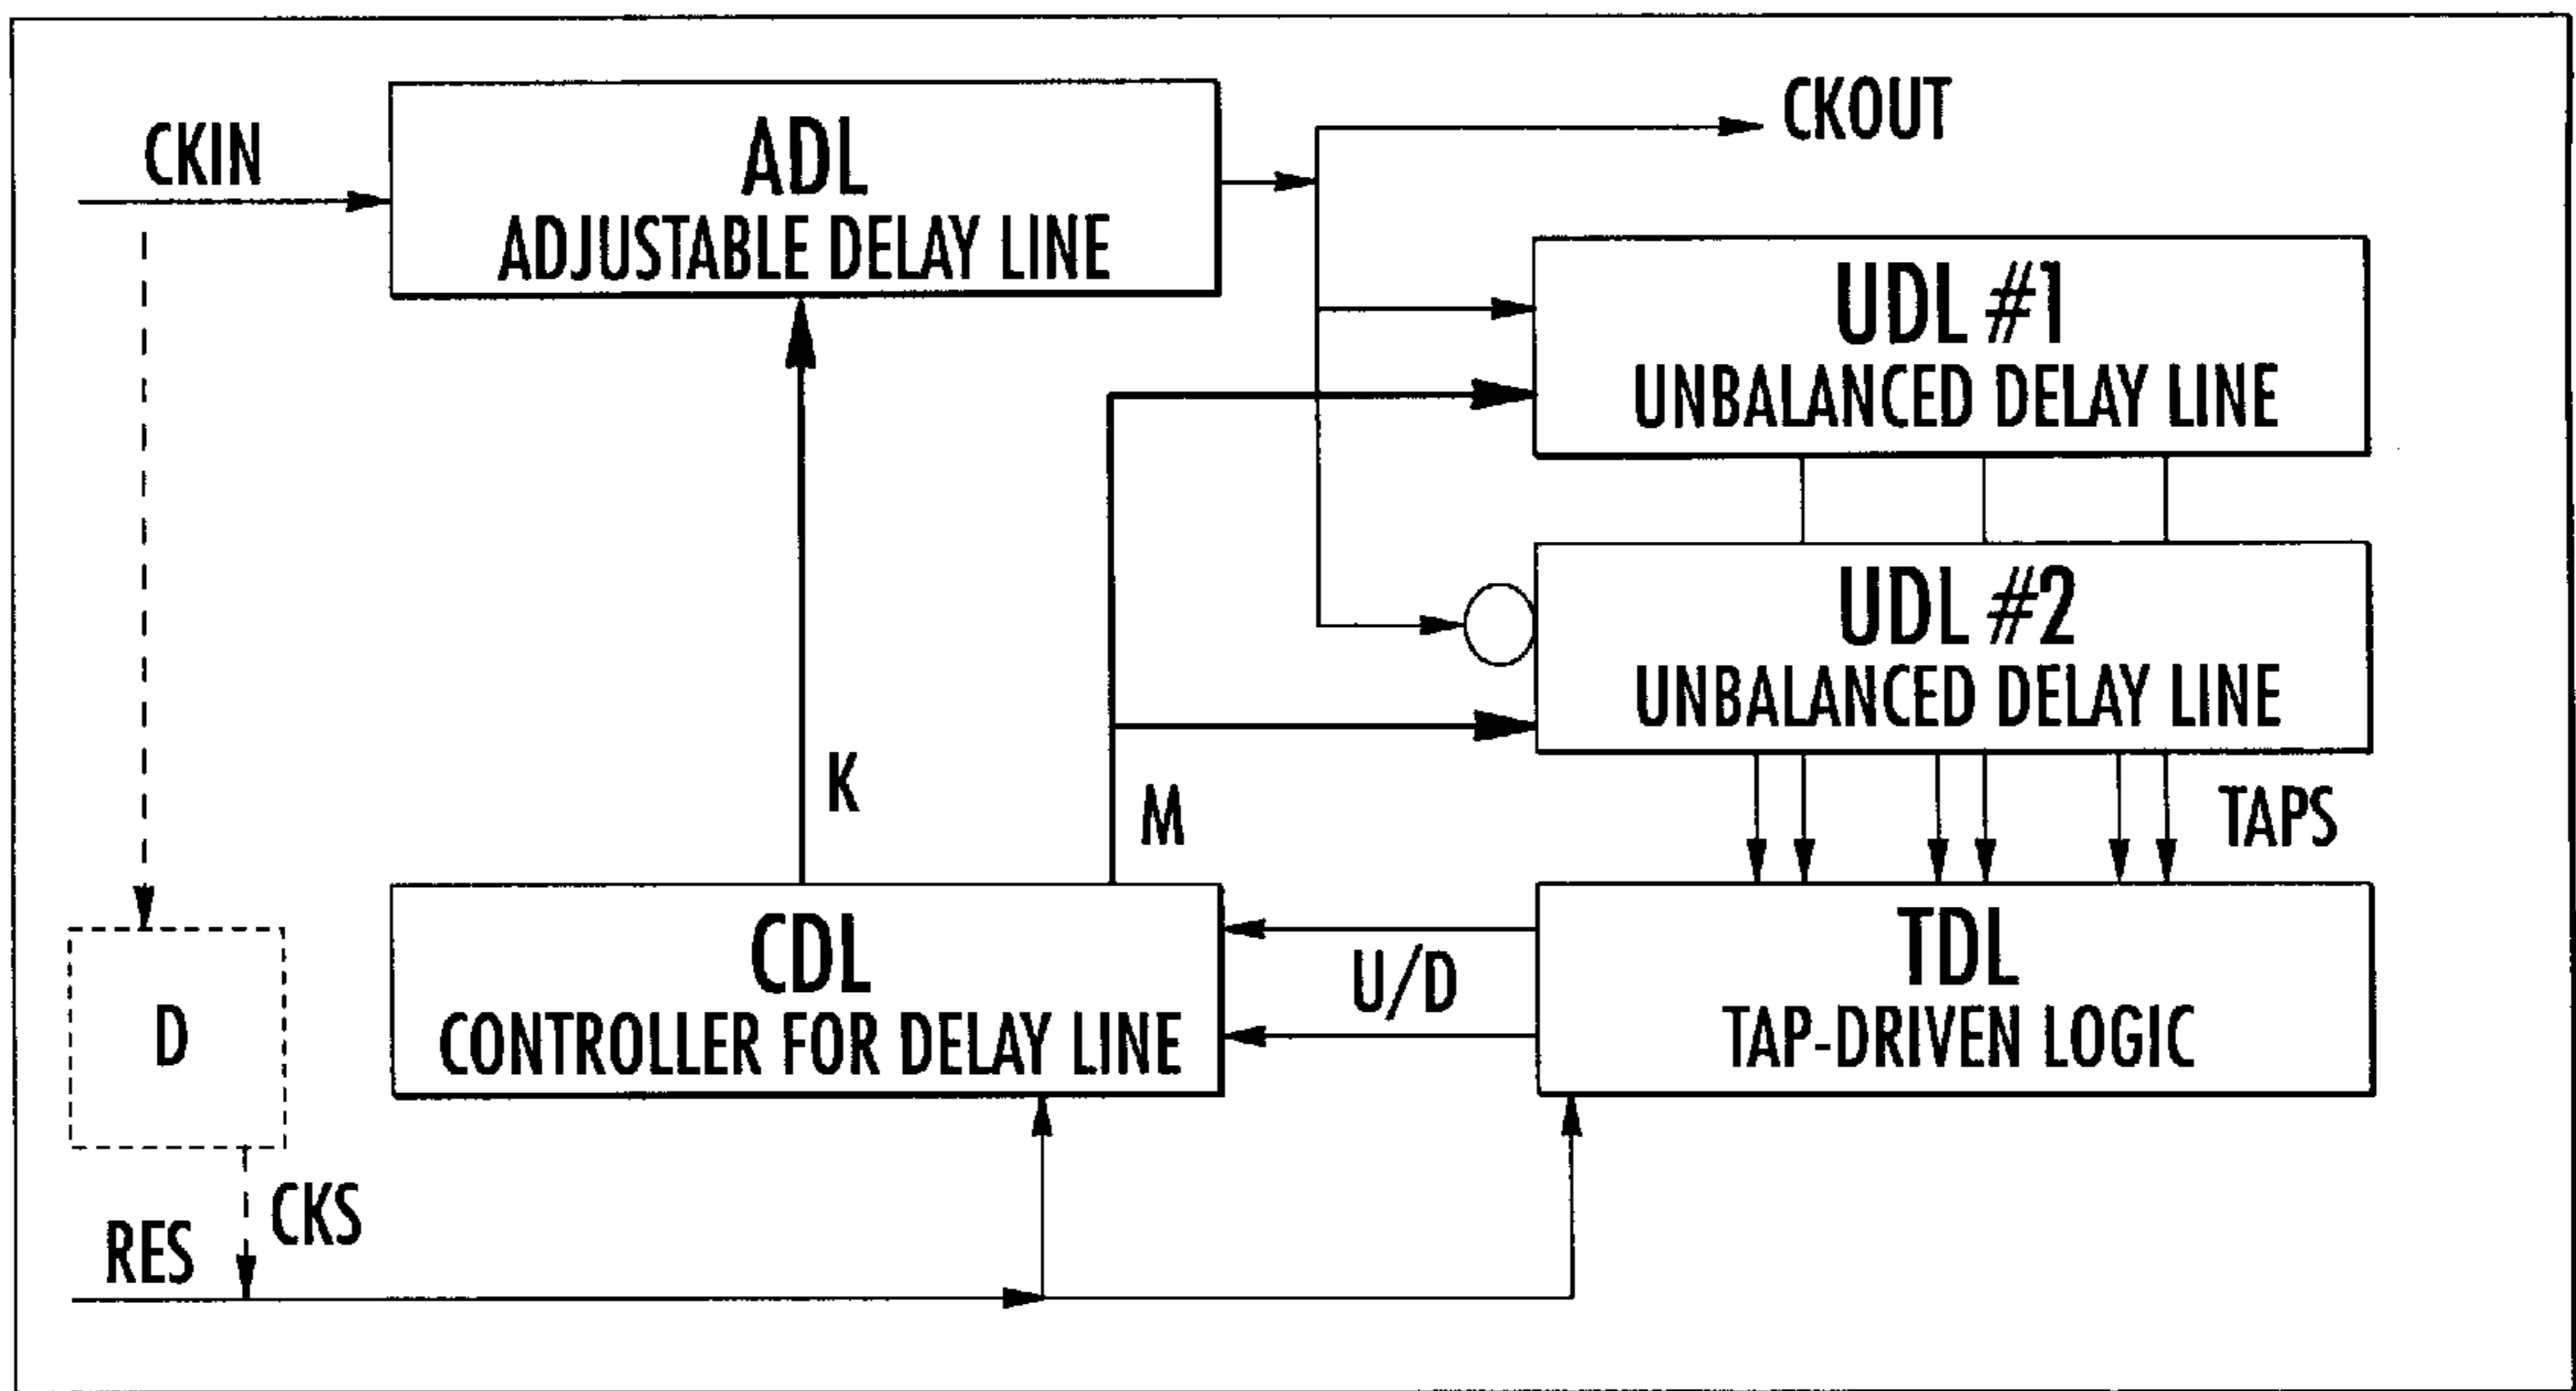 CKIN
ADL
ADJUSTABLE DELAY LINE
CKOUT
UDL #1
UNBALANCED DELAY LINE
UDL #2
UNBALANCED DELAY LINE
K
M
TAPS
D
CDL
CONTROLLER FOR DELAY LINE
U/D
TDL
TAP-DRIVEN LOGIC
CKS
RES